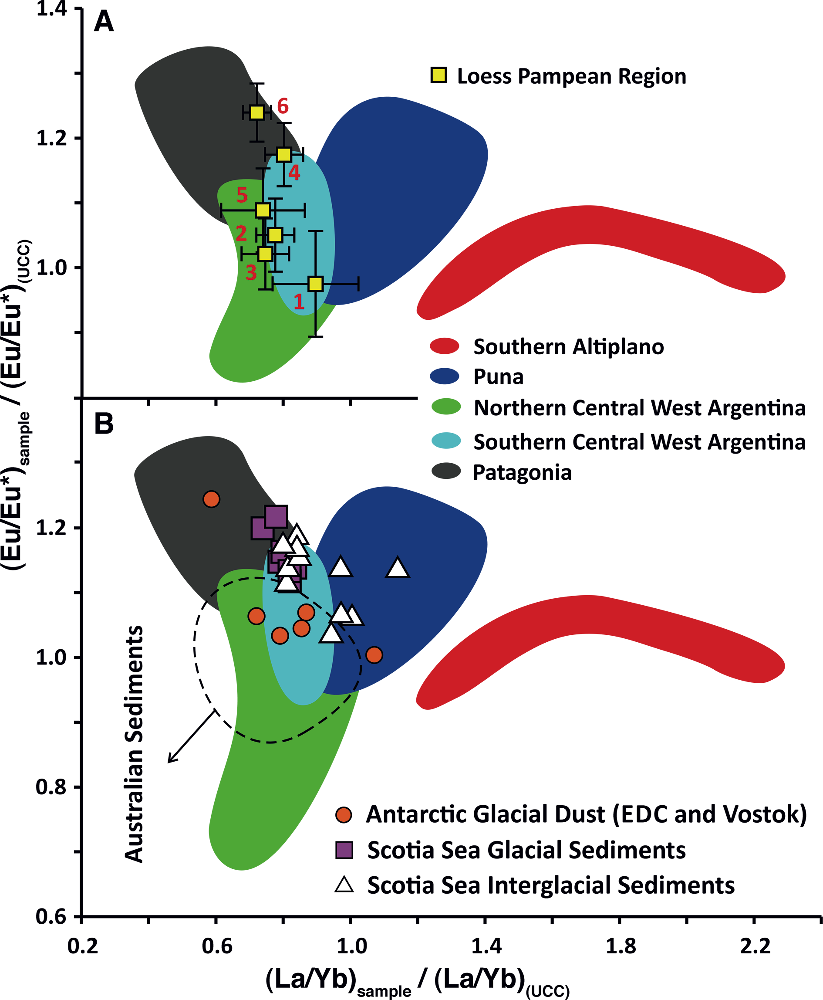 1.4
A
Loess Pampean Region
6
1.2
4
5
2
1.0
3
1
Southern Altiplano
Puna
Northern Central West Argentina
Southern Central West Argentina
Patagonia
(Eu/Eu*)sample / (Eu/Eu*)(UCC)
B
1.2
1.0
0.8
0.6
Australian Sediments
Antarctic Glacial Dust (EDC and Vostok)
Scotia Sea Glacial Sediments
Scotia Sea Interglacial Sediments
0.2 0.6 1.0 1.4 1.8 2.2
(La/Yb)sample / (La/Yb)(UCC)